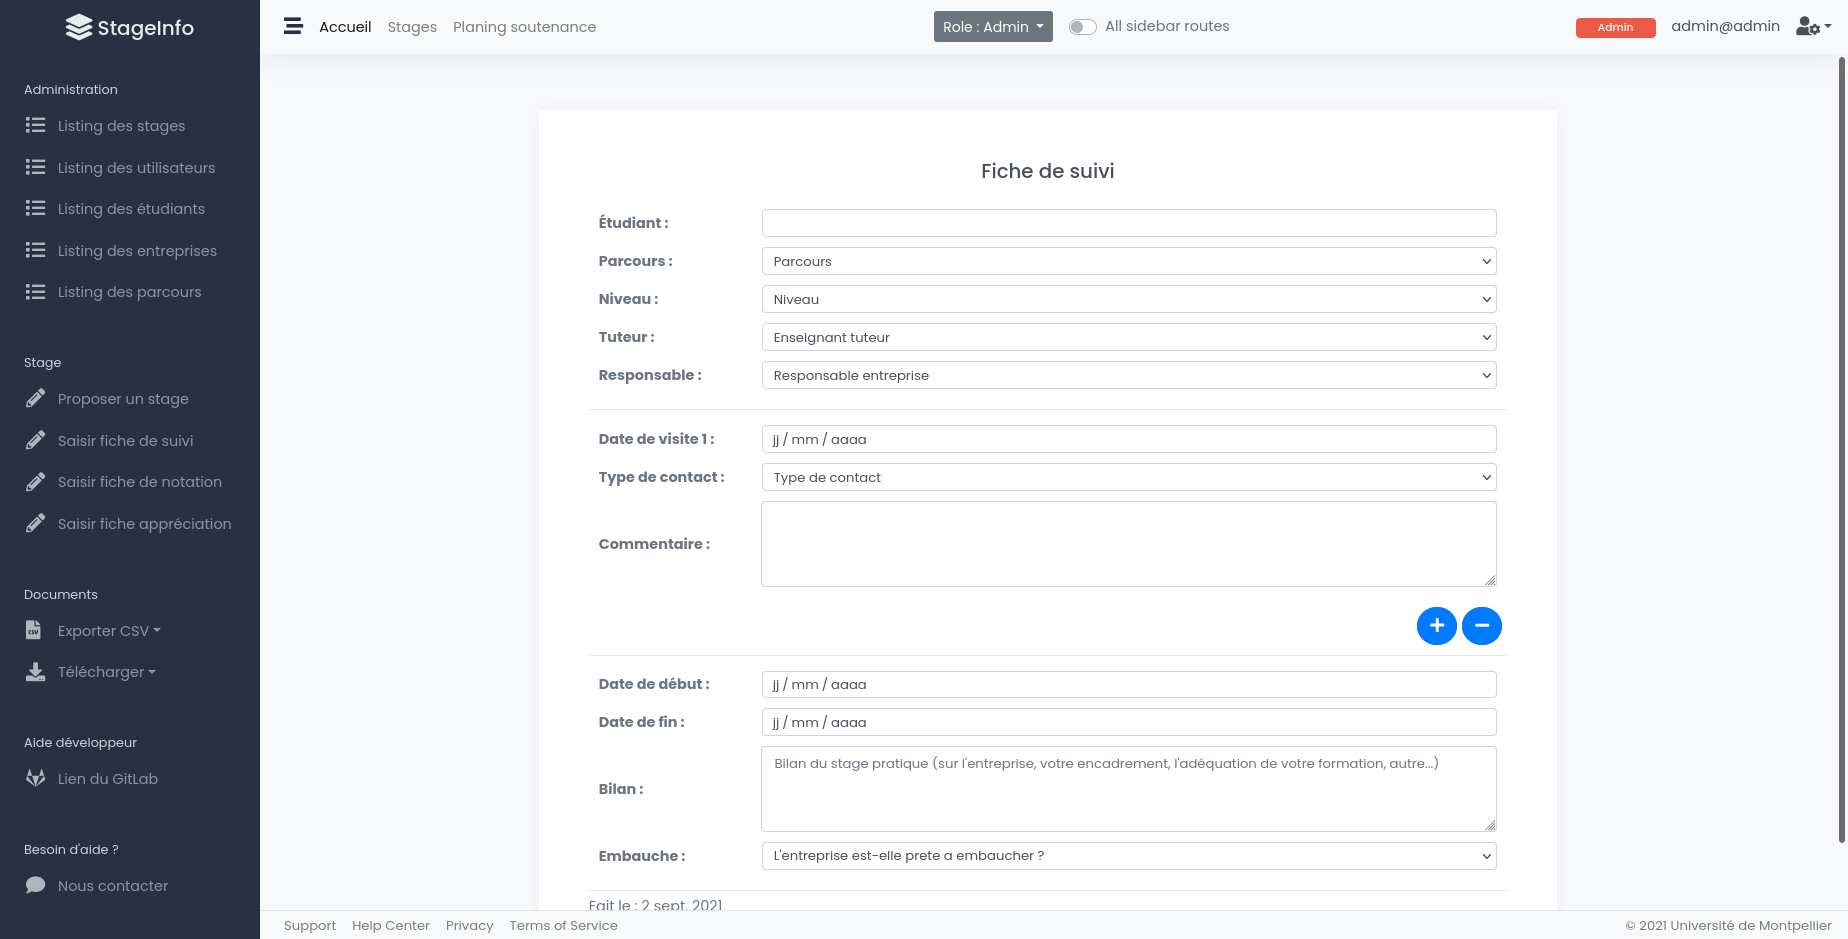 StageInfo
Accueil Stages Planing soutenance
Role : Admin
All sidebar routes
Admin
admin@admin
Administration
Listing des stages
Listing des utilisateurs
Listing des étudiants
Listing des entreprises
Listing des parcours
Stage
Proposer un stage
Saisir fiche de suivi
Saisir fiche de notation
Saisir fiche appréciation
Documents
CSV Exporter CSV
Télécharger
Aide développeur
Lien du GitLab
Besoin d'aide ?
Nous contacter
Fiche de suivi
Étudiant :
Parcours : Parcours
Niveau : Niveau
Tuteur : Enseignant tuteur
Responsable : Responsable entreprise
Date de visite 1 : jj / mm / aaaa
Type de contact : Type de contact
Commentaire :
Date de début : jj / mm / aaaa
Date de fin : jj / mm / aaaa
Bilan : Bilan du stage pratique (sur l'entreprise, votre encadrement, l'adéquation de votre formation, autre...)
Embauche : L'entreprise est-elle prete a embaucher ?
Fait le : 2 sept. 2021
Support Help Center Privacy Terms of Service
© 2021 Université de Montpellier